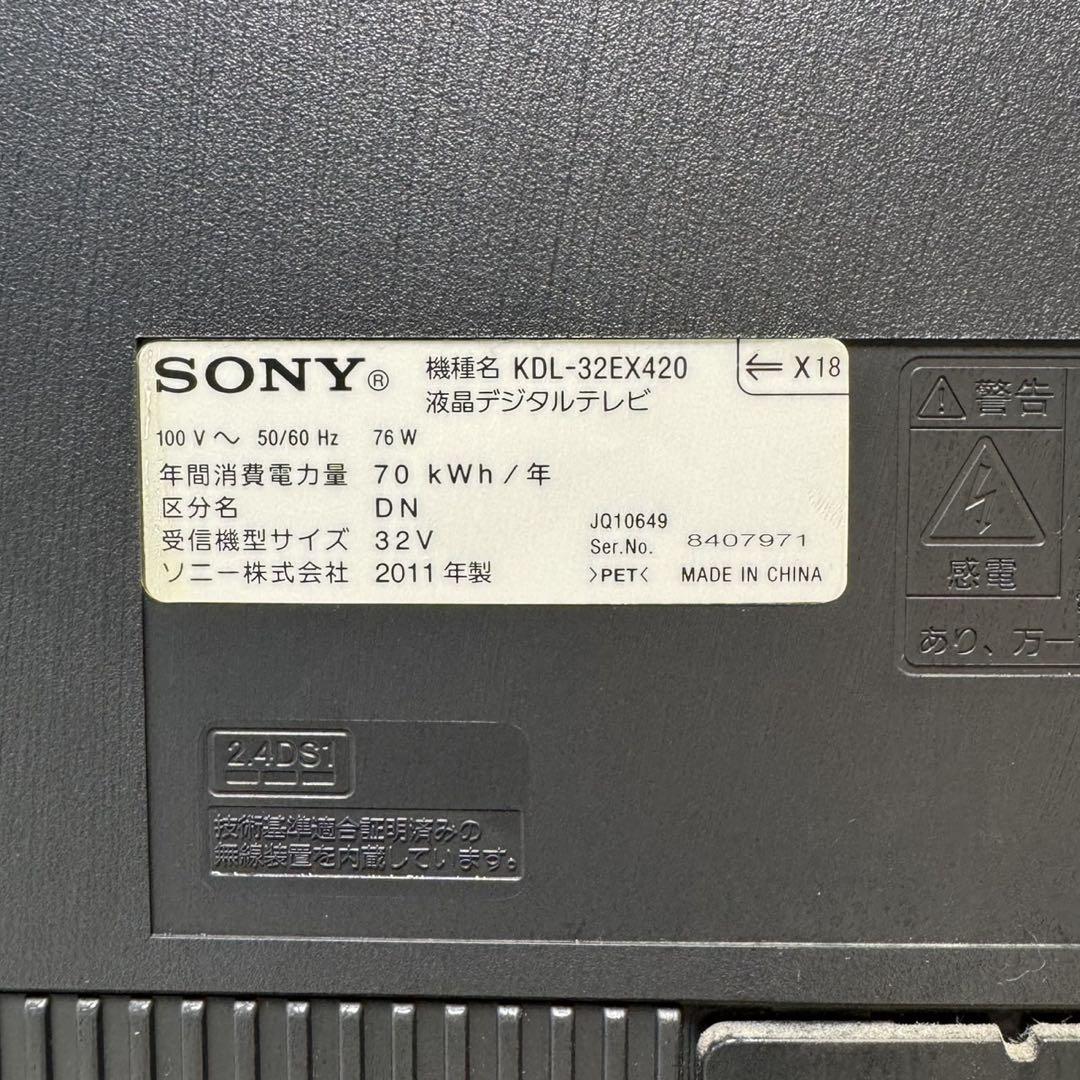 SONY®
機種名 KDL-32EX420
⇐ X18
液晶デジタルテレビ
100 V～ 50/60 Hz 76 W
年間消費電力量 70 kWh/年
区分名 DN
受信機型サイズ 32V
ソニー株式会社 2011年製
JQ10649
Ser.No. 8407971
>PET< MADE IN CHINA
警告
感電
あり、万一
2.4DS1
技術基準適合証明済みの
無線装置を内蔵しています。